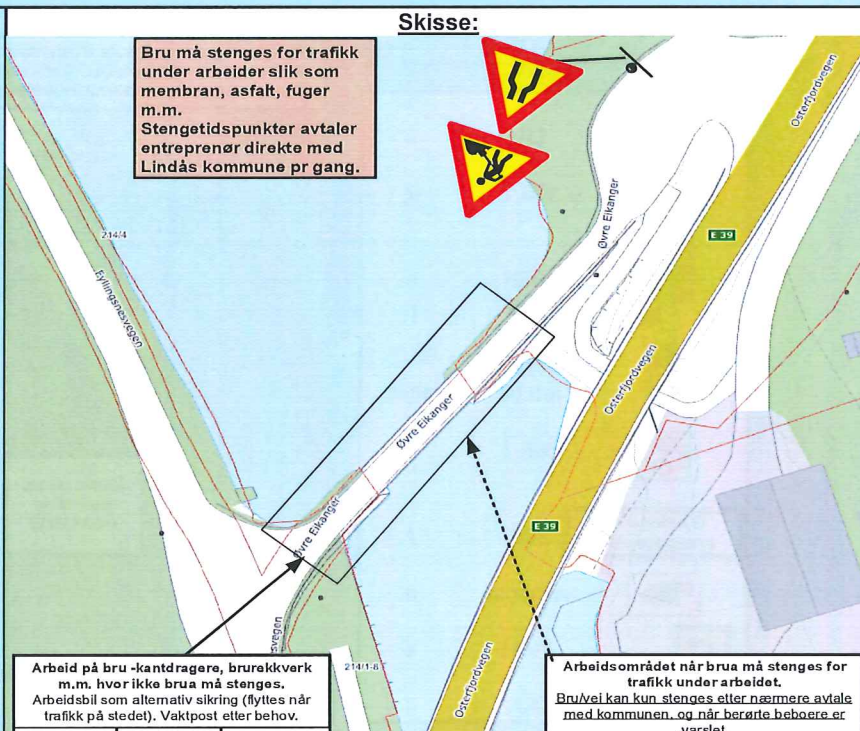 Skisse:
Bru må stenges for trafikk
under arbeider slik som
membran, asfalt, fuger
m.m.
Stengetidspunkter avtaler
entreprenør direkte med
Lindås kommune pr gang.
Osterfjordvegen
214/4
Eyllingsnesvegen
Øvre Eikanger
E 39
Osterfjordvegen
Øvre Eikanger
E 39
Øvre Eikanger
214/1-8
Osterfjordvegen
Arbeid på bru -kantdragere, brurekkverk
m.m. hvor ikke brua må stenges.
Arbeidsbil som alternativ sikring (flyttes når
trafikk på stedet). Vaktpost etter behov.
Arbeidsområdet når brua må stenges for
trafikk under arbeidet.
Bru/vei kan kun stenges etter nærmere avtale
med kommunen, og når berørte beboere er
varslet